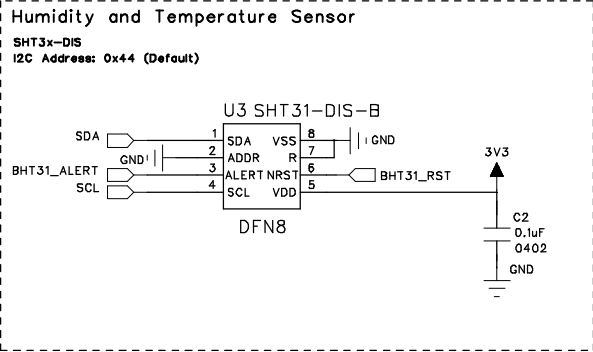 Humidity and Temperature Sensor
SHT3x-DIS
I2C Address: 0x44 (Default)
U3 SHT31-DIS-B
SDA 1 SDA VSS 8 GND
GND 2 ADDR R 7
BHT31_ALERT 3 ALERT NRST 6 BHT31_RST
SCL 4 SCL VDD 5
3V3
DFN8
C2
0.1uF
0402
GND